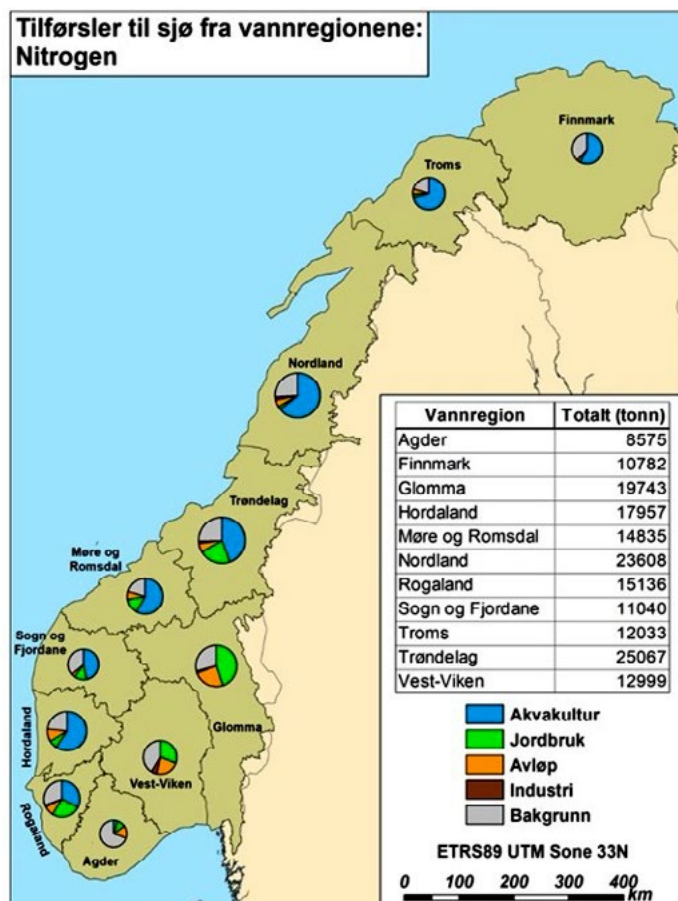 Tilførsler til sjø fra vannregionene:
Nitrogen
Finnmark
Troms
Nordland
Trøndelag
Møre og
Romsdal
Sogn og
Fjordane
Hordaland
Glomma
Vest-Viken
Rogaland
Agder
Vannregion Totalt (tonn)
Agder 8575
Finnmark 10782
Glomma 19743
Hordaland 17957
Møre og Romsdal 14835
Nordland 23608
Rogaland 15136
Sogn og Fjordane 11040
Troms 12033
Trøndelag 25067
Vest-Viken 12999
Akvakultur
Jordbruk
Avløp
Industri
Bakgrunn
ETRS89 UTM Sone 33N
0 100 200 300 400
km